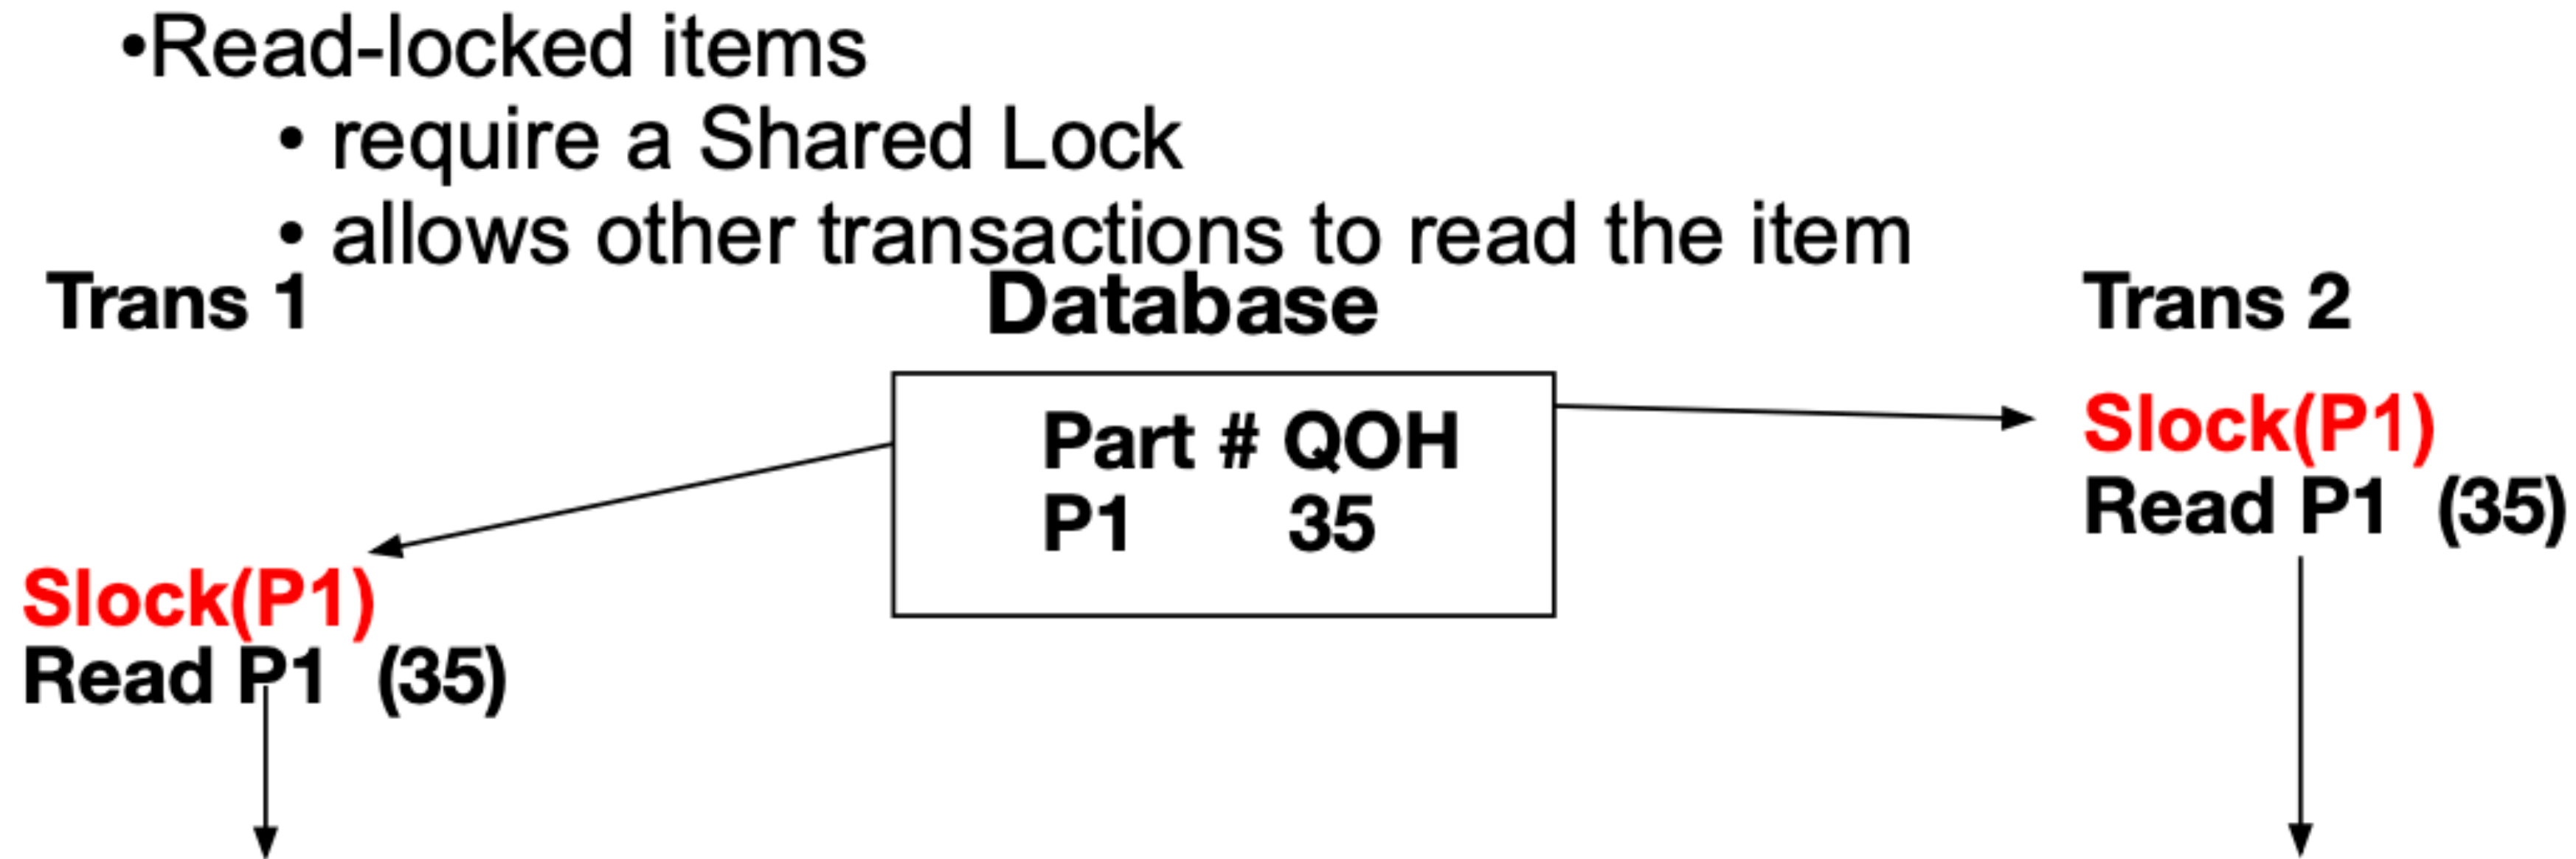 •Read-locked items
• require a Shared Lock
• allows other transactions to read the item
Trans 1
Database
Trans 2
Part # QOH
P1 35
Slock(P1)
Read P1 (35)
Slock(P1)
Read P1 (35)